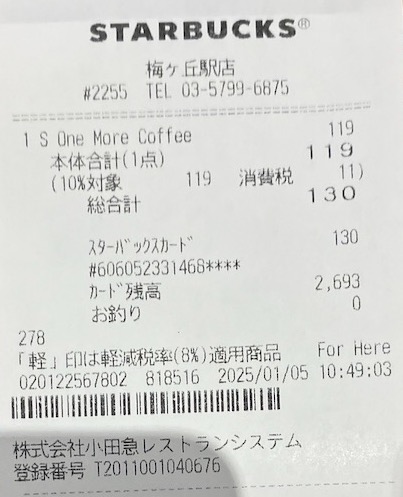 STARBUCKS®
梅ヶ丘駅店
#2255 TEL 03-5799-6875
1 S One More Coffee 119
本体合計(1点) 119
(10%対象 119 消費税 11)
総合計 130
ｽﾀｰﾊﾞｯｸｽｶｰﾄﾞ 130
#606052331468****
ｶｰﾄﾞ残高 2,693
お釣り 0
278
「軽」印は軽減税率(8%)適用商品 For Here
020122567802 818516 2025/01/05 10:49:03
株式会社小田急レストランシステム
登録番号 T2011001040676